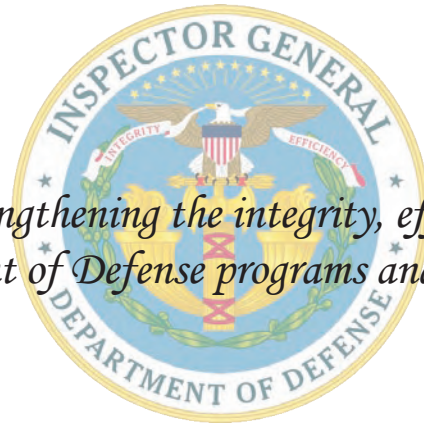 INSPECTOR GENERAL
INTEGRITY EFFICIENCY
ngthening the integrity, ef
t of Defense programs and
DEPARTMENT OF DEFENSE